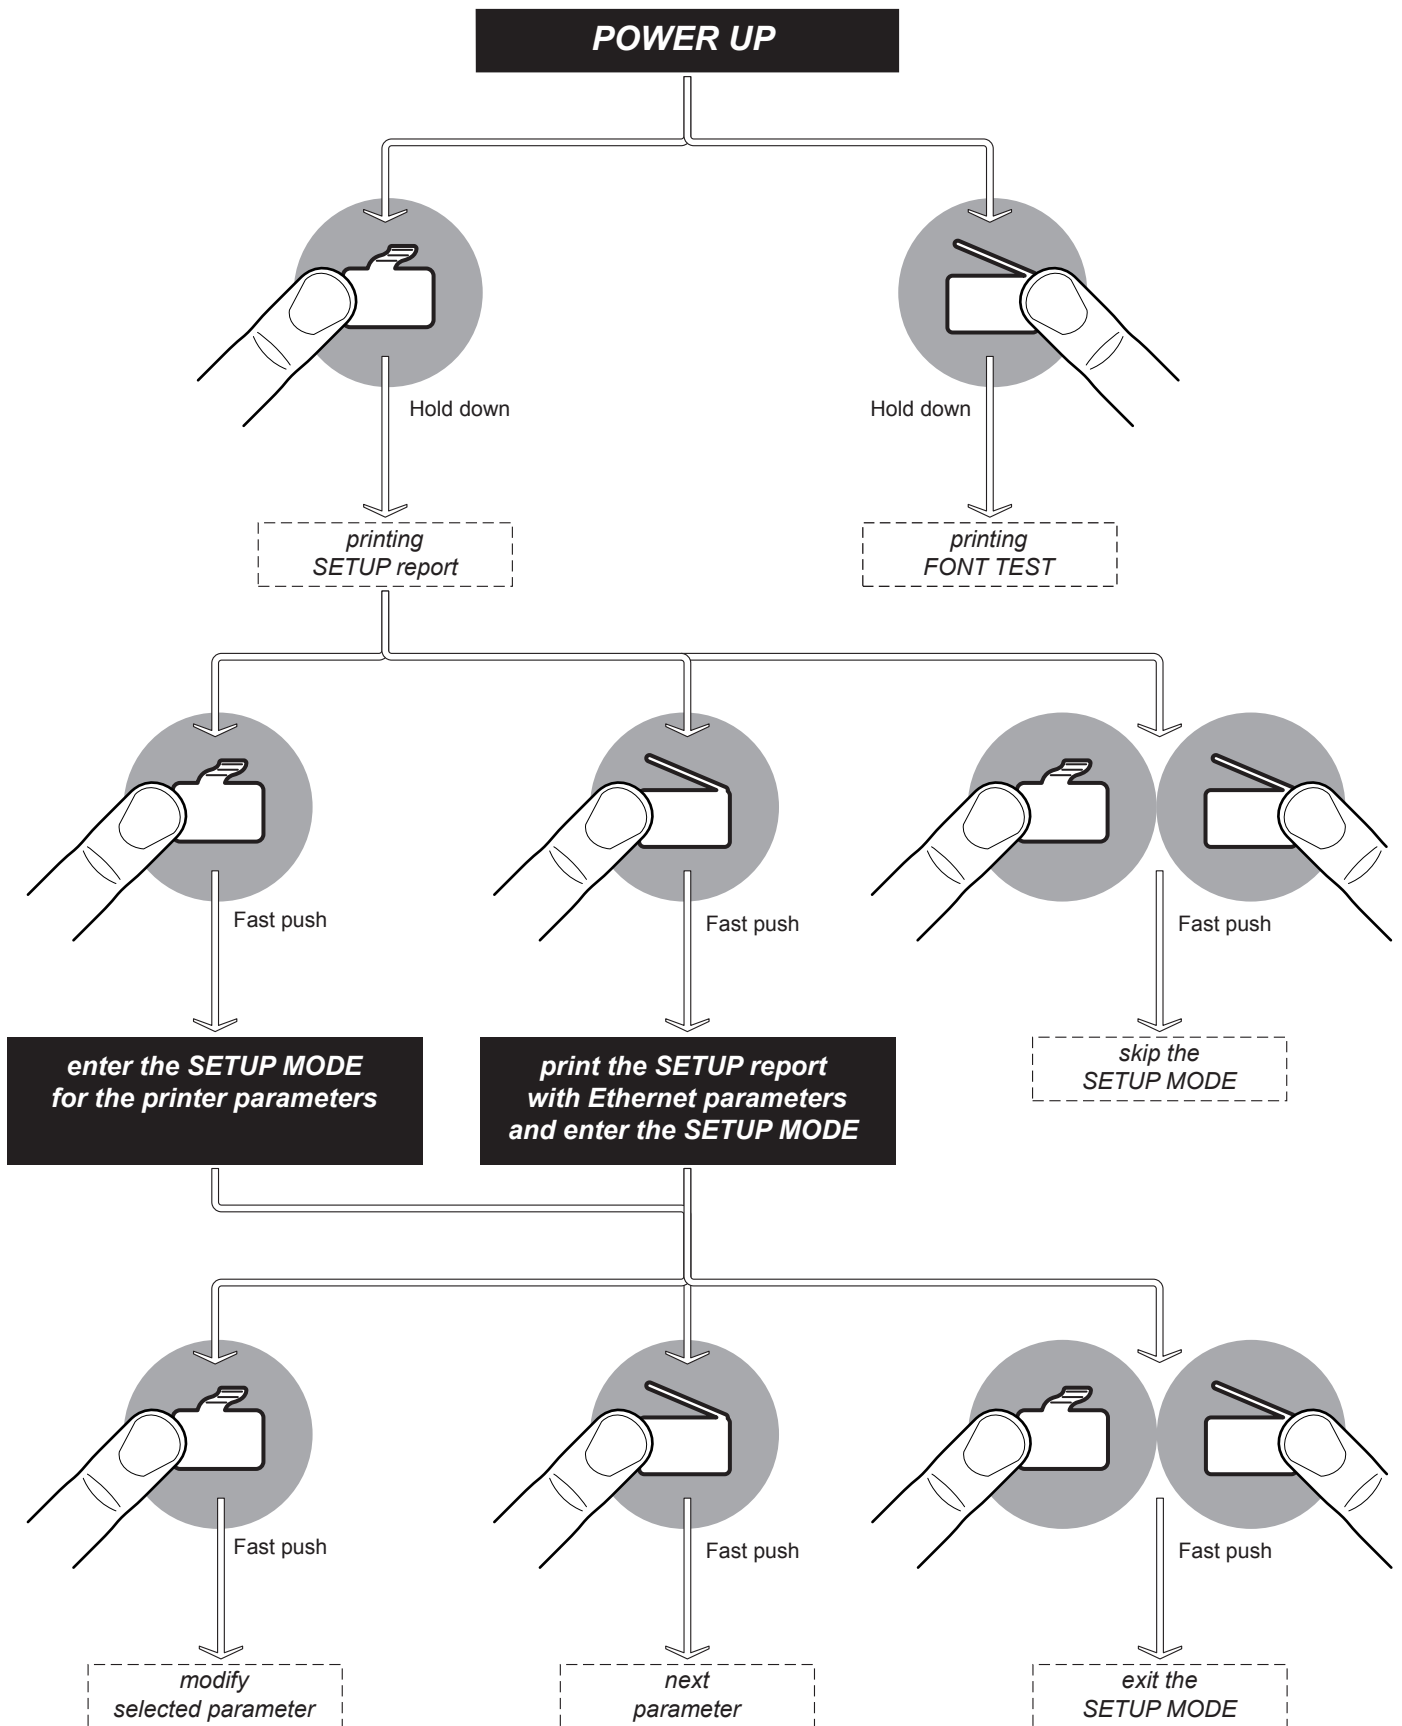 POWER UP
Hold down
Hold down
printing
SETUP report
printing
FONT TEST
Fast push
Fast push
Fast push
enter the SETUP MODE
for the printer parameters
print the SETUP report
with Ethernet parameters
and enter the SETUP MODE
skip the
SETUP MODE
Fast push
Fast push
Fast push
modify
selected parameter
next
parameter
exit the
SETUP MODE